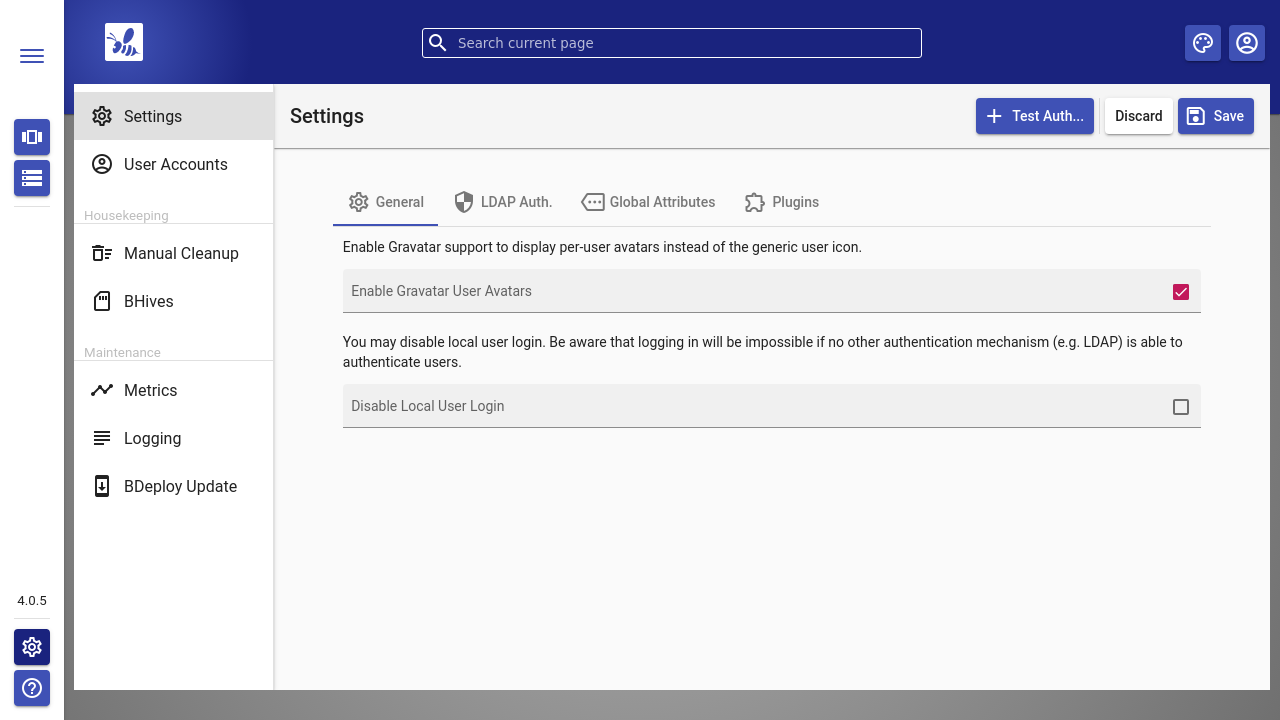 Search current page
Settings
User Accounts
Housekeeping
Manual Cleanup
BHives
Maintenance
Metrics
Logging
BDeploy Update
4.0.5
Settings
Test Auth...
Discard
Save
General
LDAP Auth.
Global Attributes
Plugins
Enable Gravatar support to display per-user avatars instead of the generic user icon.
Enable Gravatar User Avatars
You may disable local user login. Be aware that logging in will be impossible if no other authentication mechanism (e.g. LDAP) is able to
authenticate users.
Disable Local User Login